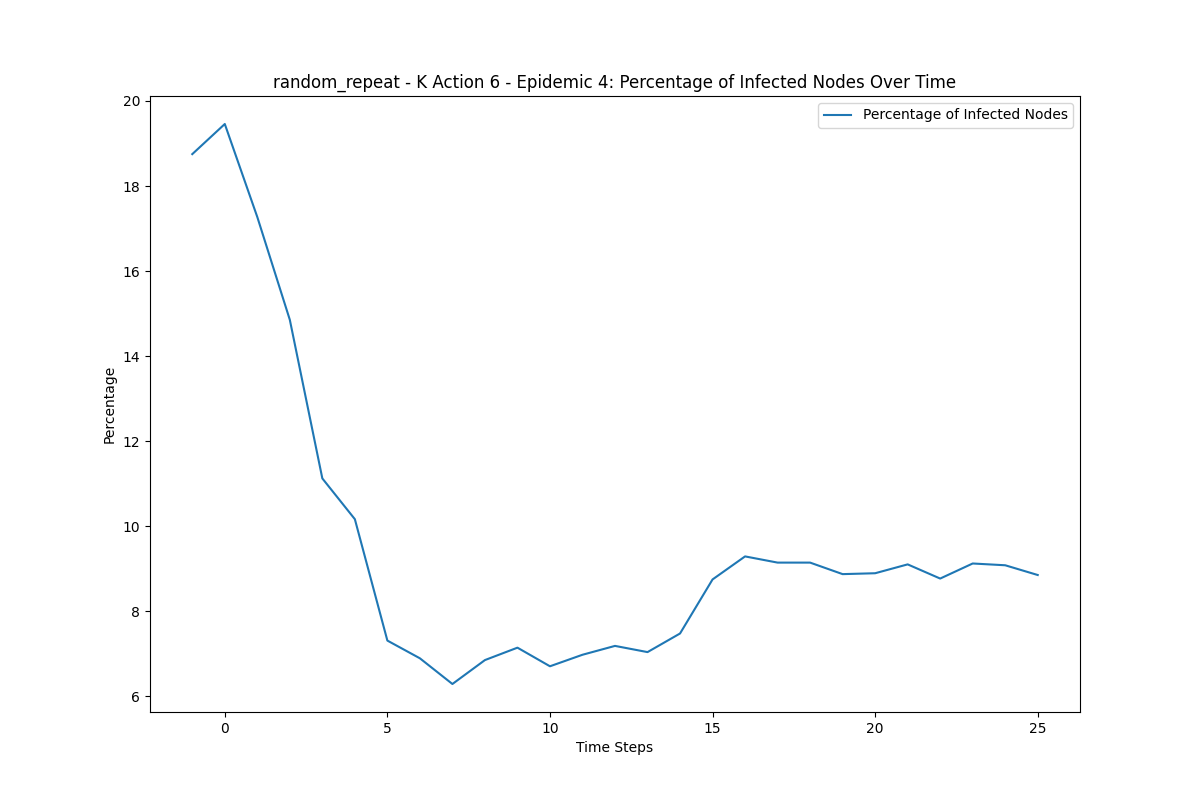 random_repeat - K Action 6 - Epidemic 4: Percentage of Infected Nodes Over Time
Percentage of Infected Nodes
20
18
16
14
12
10
8
6
Percentage
0 5 10 15 20 25
Time Steps